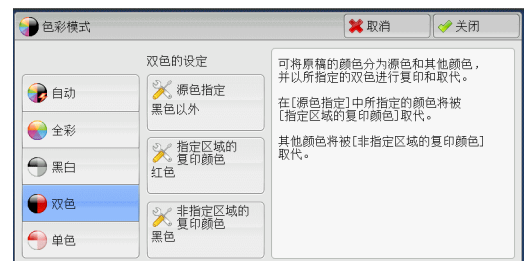 色彩模式
取消
关闭
双色的设定
自动
全彩
黑白
双色
单色
源色指定
黑色以外
指定区域的
复印颜色
红色
非指定区域的
复印颜色
黑色
可将原稿的颜色分为源色和其他颜色，
并以所指定的双色进行复印和取代。
在[源色指定]中所指定的颜色将被
[指定区域的复印颜色]取代。
其他颜色将被[非指定区域的复印颜色]
取代。